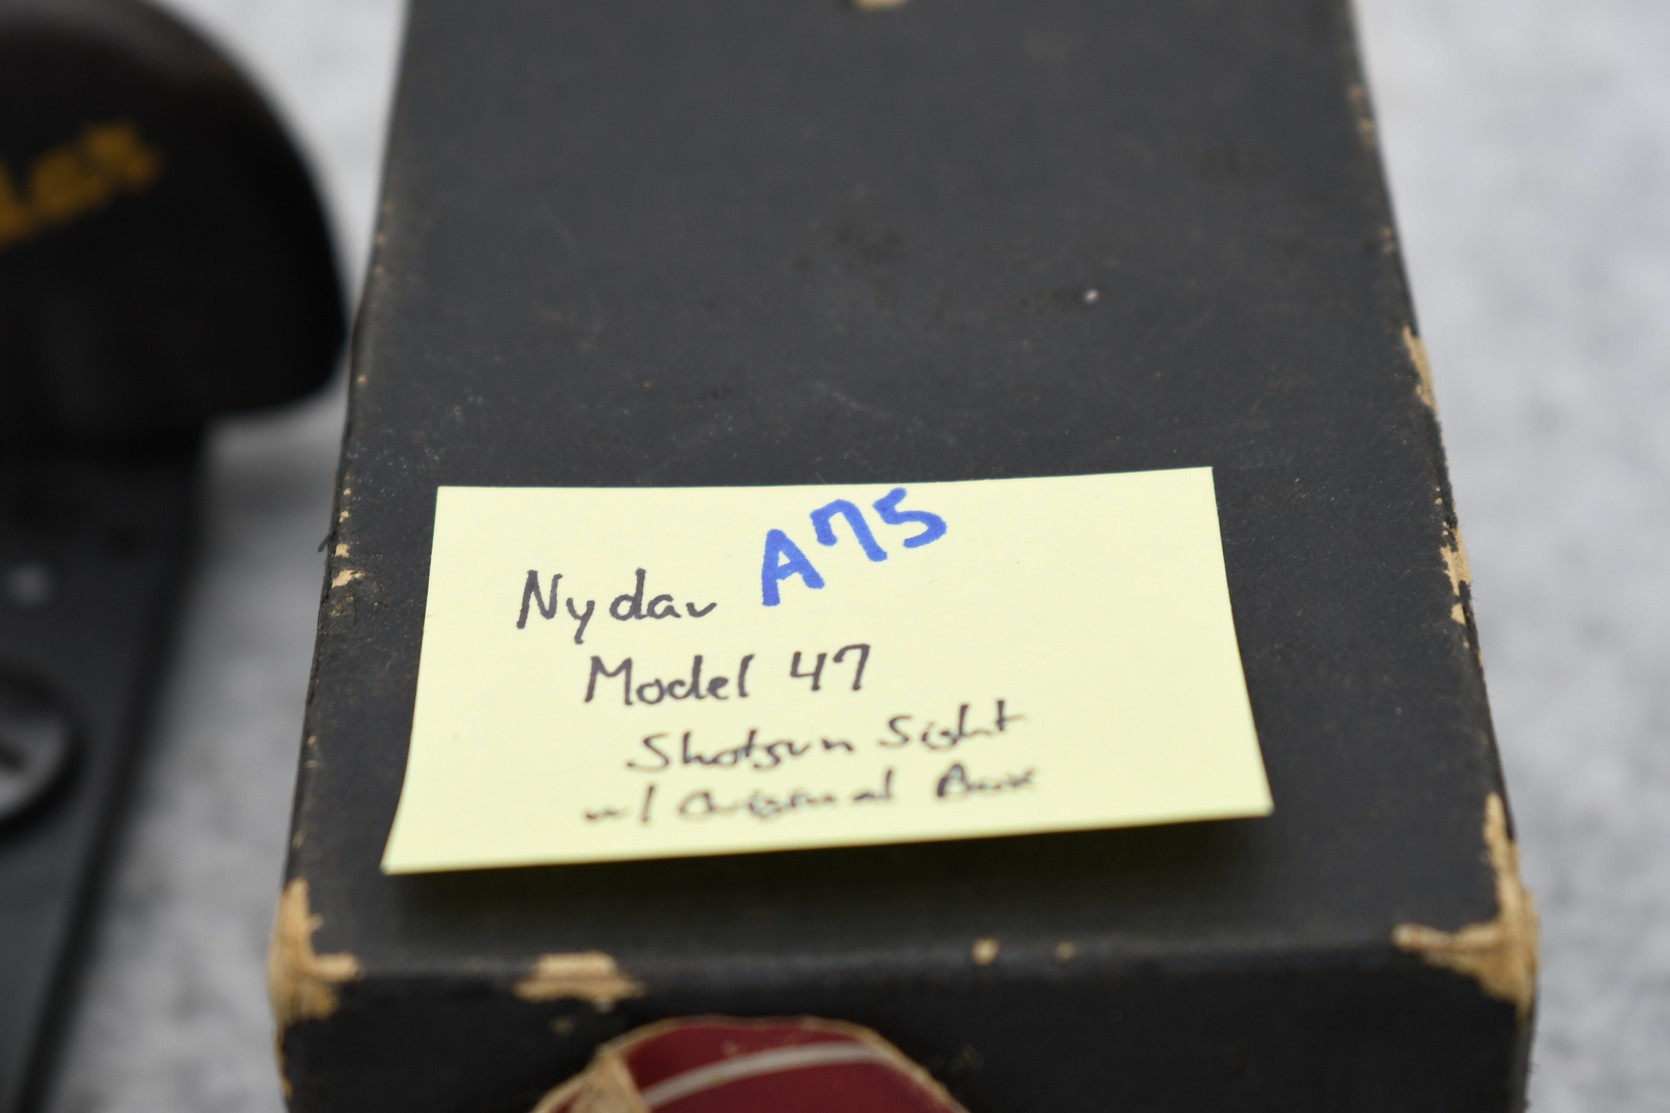 A75
Nydar
Model 47
Shotgun Sight
w/ Original Box